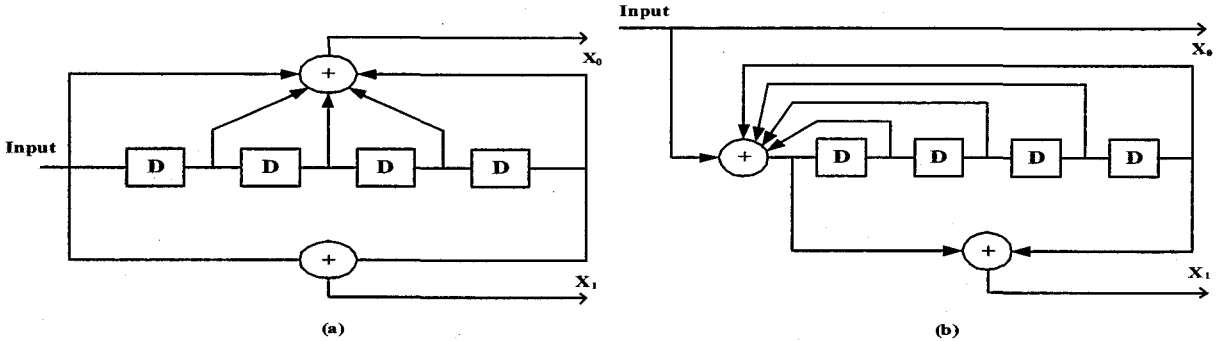 Input
+
X₀
D D D D
+
X₁
(a)
Input
X₀
+
D D D D
+
X₁
(b)